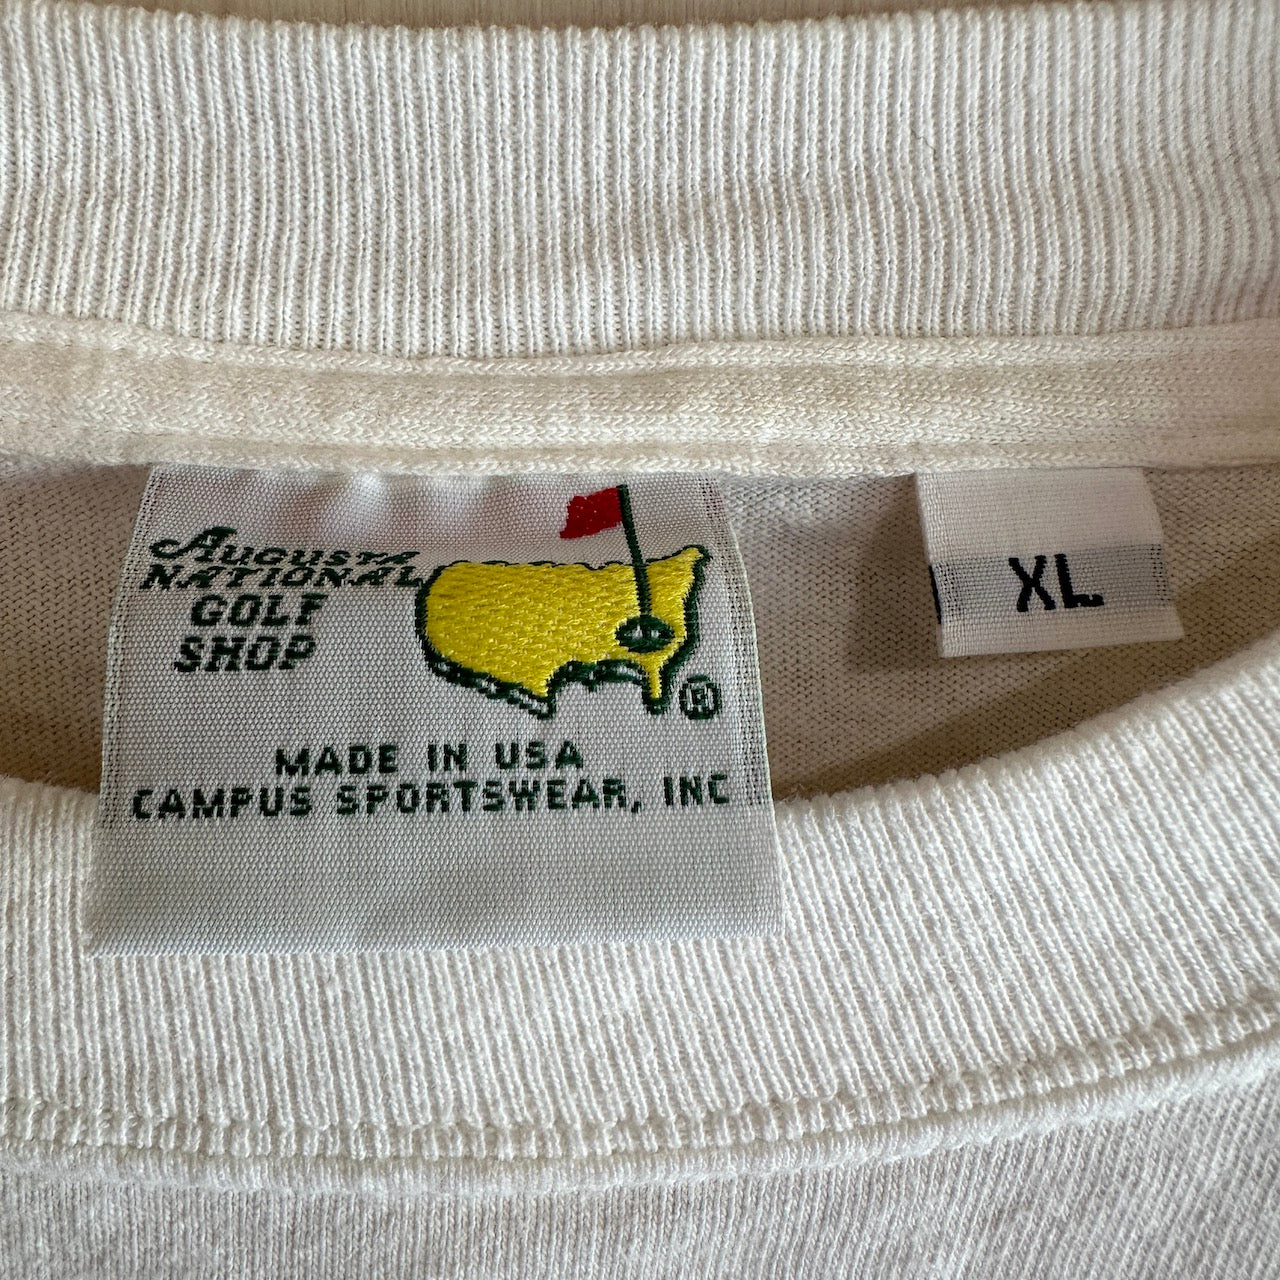 AUGUSTA
NATIONAL
GOLF
SHOP
®
MADE IN USA
CAMPUS SPORTSWEAR, INC
XL